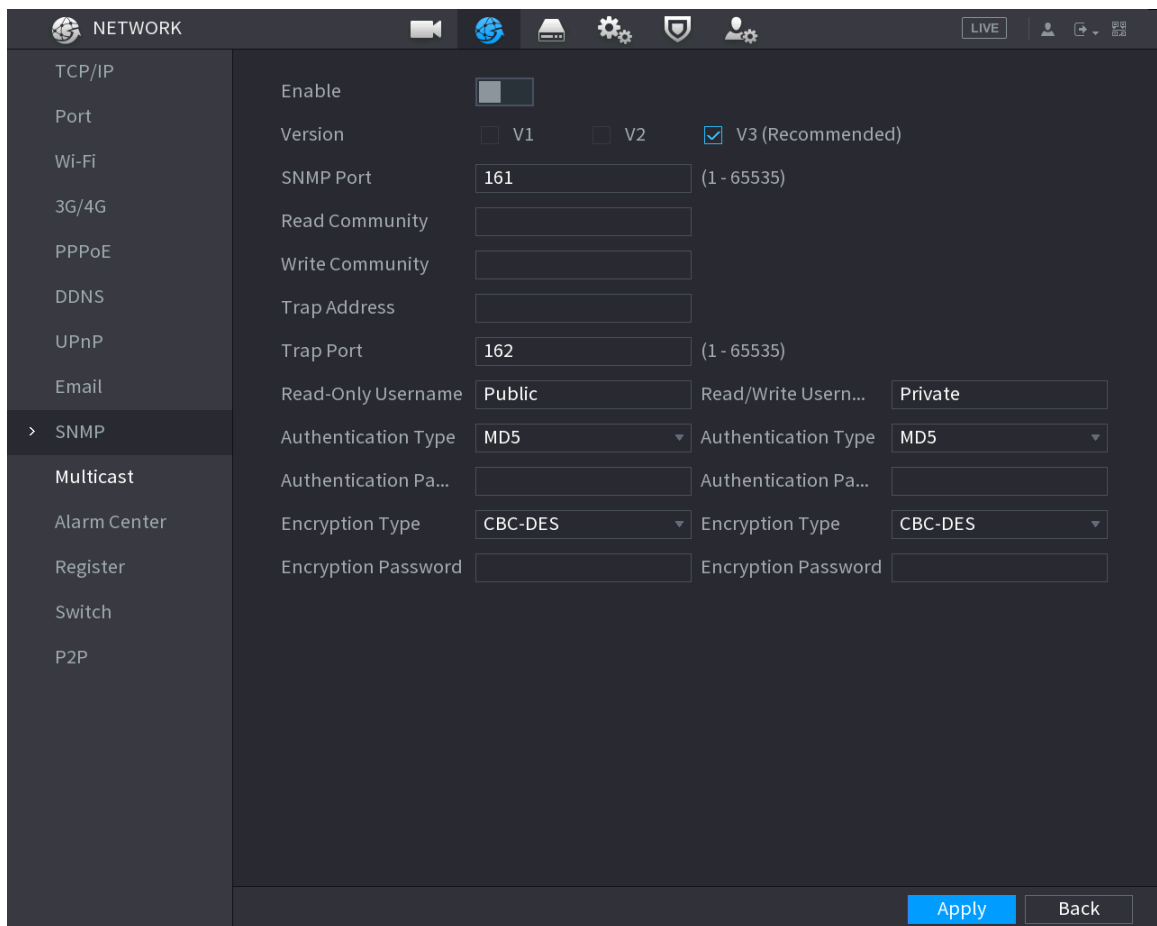 NETWORK
LIVE
TCP/IP
Port
Wi-Fi
3G/4G
PPPoE
DDNS
UPnP
Email
SNMP
Multicast
Alarm Center
Register
Switch
P2P
Enable
Version V1 V2 V3 (Recommended)
SNMP Port 161 (1 - 65535)
Read Community
Write Community
Trap Address
Trap Port 162 (1 - 65535)
Read-Only Username Public Read/Write Usern... Private
Authentication Type MD5 Authentication Type MD5
Authentication Pa... Authentication Pa...
Encryption Type CBC-DES Encryption Type CBC-DES
Encryption Password Encryption Password
Apply Back